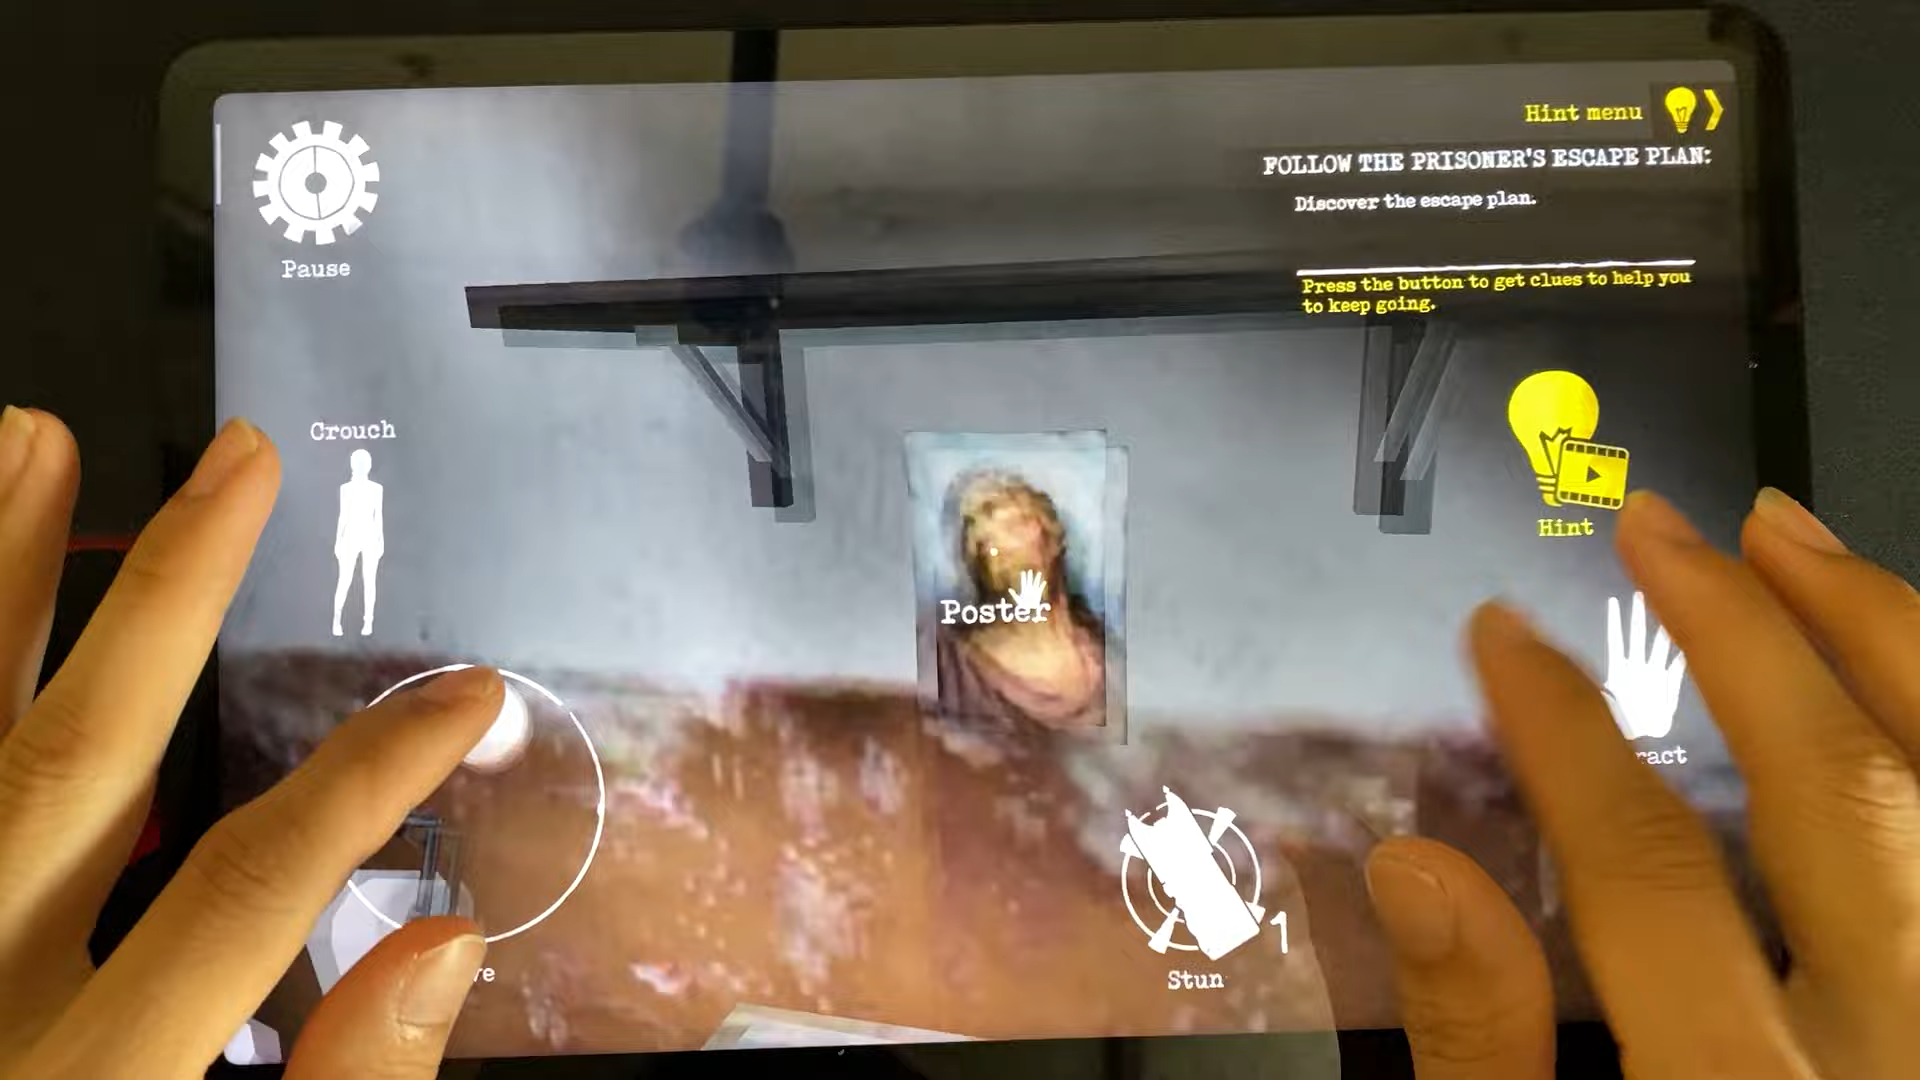 Hint menu
FOLLOW THE PRISONER'S ESCAPE PLAN:
Discover the escape plan.
Pause
Press the button to get clues to help you
to keep going.
Crouch
Hint
Poster
1
Stun